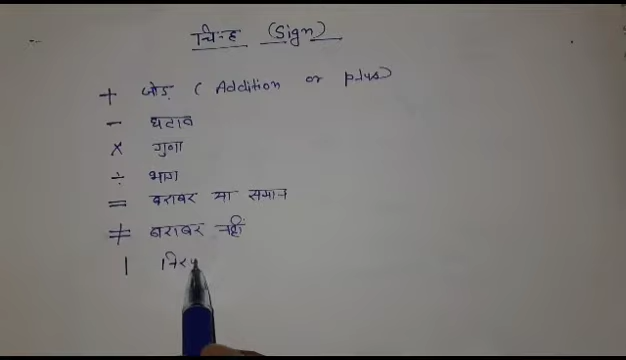 चिन्ह (Sign)
+ जोड़ (Addition or plus)
- घटाव
× गुना
÷ भाग
= बराबर या समान
≠ बराबर नहीं
|